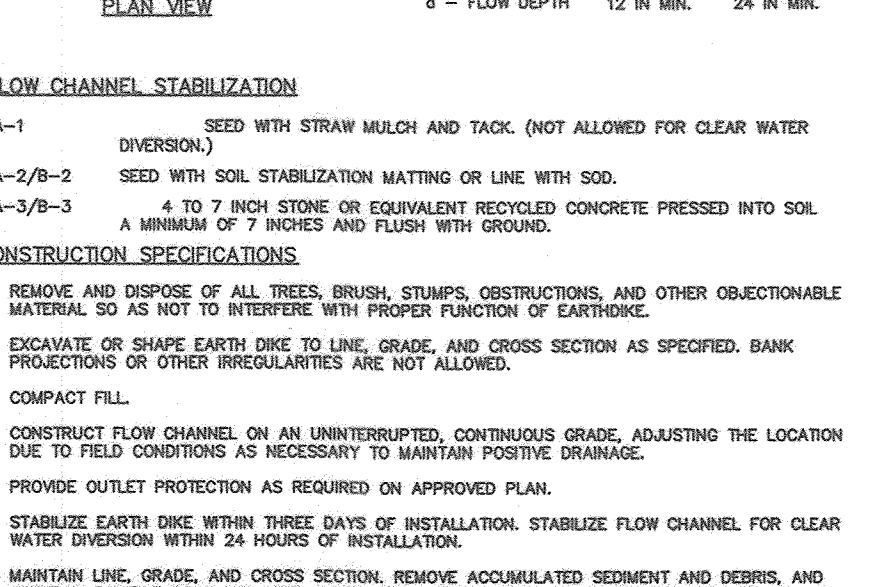 PLAN VIEW
d – FLOW DEPTH 12 IN MIN. 24 IN MIN.
LOW CHANNEL STABILIZATION
A–1 SEED WITH STRAW MULCH AND TACK. (NOT ALLOWED FOR CLEAR WATER
DIVERSION.)
A–2/B–2 SEED WITH SOIL STABILIZATION MATTING OR LINE WITH SOD.
A–3/B–3 4 TO 7 INCH STONE OR EQUIVALENT RECYCLED CONCRETE PRESSED INTO SOIL
A MINIMUM OF 7 INCHES AND FLUSH WITH GROUND.
ONSTRUCTION SPECIFICATIONS
REMOVE AND DISPOSE OF ALL TREES, BRUSH, STUMPS, OBSTRUCTIONS, AND OTHER OBJECTIONABLE
MATERIAL SO AS NOT TO INTERFERE WITH PROPER FUNCTION OF EARTHDIKE.
EXCAVATE OR SHAPE EARTH DIKE TO LINE, GRADE, AND CROSS SECTION AS SPECIFIED. BANK
PROJECTIONS OR OTHER IRREGULARITIES ARE NOT ALLOWED.
COMPACT FILL.
CONSTRUCT FLOW CHANNEL ON AN UNINTERRUPTED, CONTINUOUS GRADE, ADJUSTING THE LOCATION
DUE TO FIELD CONDITIONS AS NECESSARY TO MAINTAIN POSITIVE DRAINAGE.
PROVIDE OUTLET PROTECTION AS REQUIRED ON APPROVED PLAN.
STABILIZE EARTH DIKE WITHIN THREE DAYS OF INSTALLATION. STABILIZE FLOW CHANNEL FOR CLEAR
WATER DIVERSION WITHIN 24 HOURS OF INSTALLATION.
MAINTAIN LINE, GRADE, AND CROSS SECTION. REMOVE ACCUMULATED SEDIMENT AND DEBRIS, AND